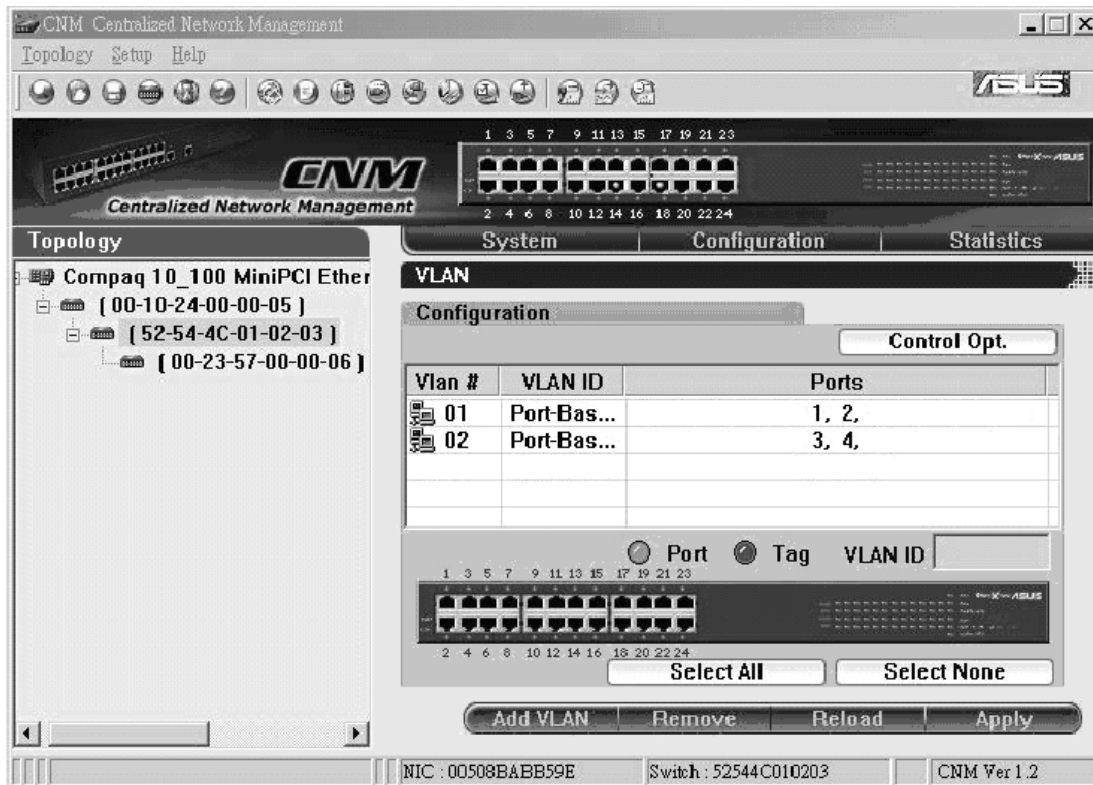 CNM Centralized Network Management
Topology Setup Help
ASUS
1 3 5 7 9 11 13 15 17 19 21 23
CNM
Centralized Network Management
2 4 6 8 10 12 14 16 18 20 22 24
Topology
System Configuration Statistics
Compaq 10_100 MiniPCI Ether
( 00-10-24-00-00-05 )
( 52-54-4C-01-02-03 )
( 00-23-57-00-00-06 )
VLAN
Configuration
Control Opt.
Vlan # VLAN ID Ports
01 Port-Bas... 1, 2,
02 Port-Bas... 3, 4,
Port Tag VLAN ID
1 3 5 7 9 11 13 15 17 19 21 23
ASUS
2 4 6 8 10 12 14 16 18 20 22 24
Select All Select None
Add VLAN Remove Reload Apply
NIC : 00508BABB59E Switch : 52544C010203 CNM Ver 1.2